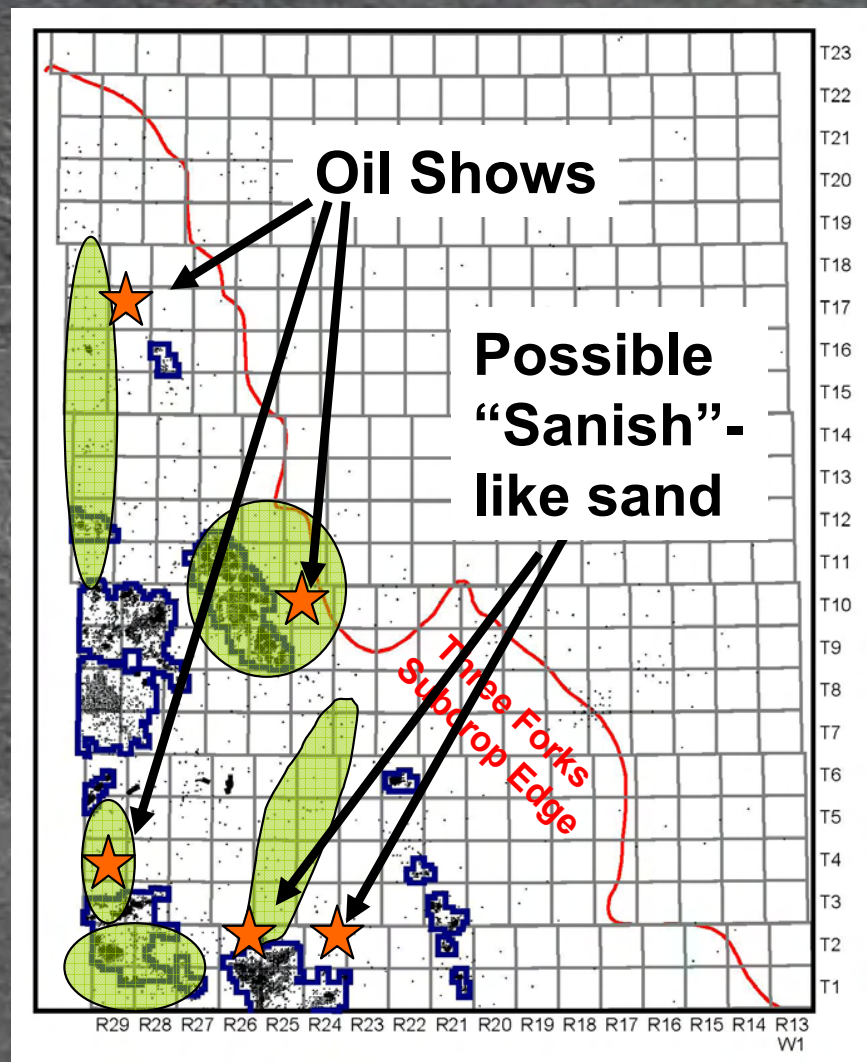 Oil Shows
Possible
“Sanish”-
like sand
Three Forks
Subcrop Edge
T23
T22
T21
T20
T19
T18
T17
T16
T15
T14
T13
T12
T11
T10
T9
T8
T7
T6
T5
T4
T3
T2
T1
R29 R28 R27 R26 R25 R24 R23 R22 R21 R20 R19 R18 R17 R16 R15 R14 R13
W1